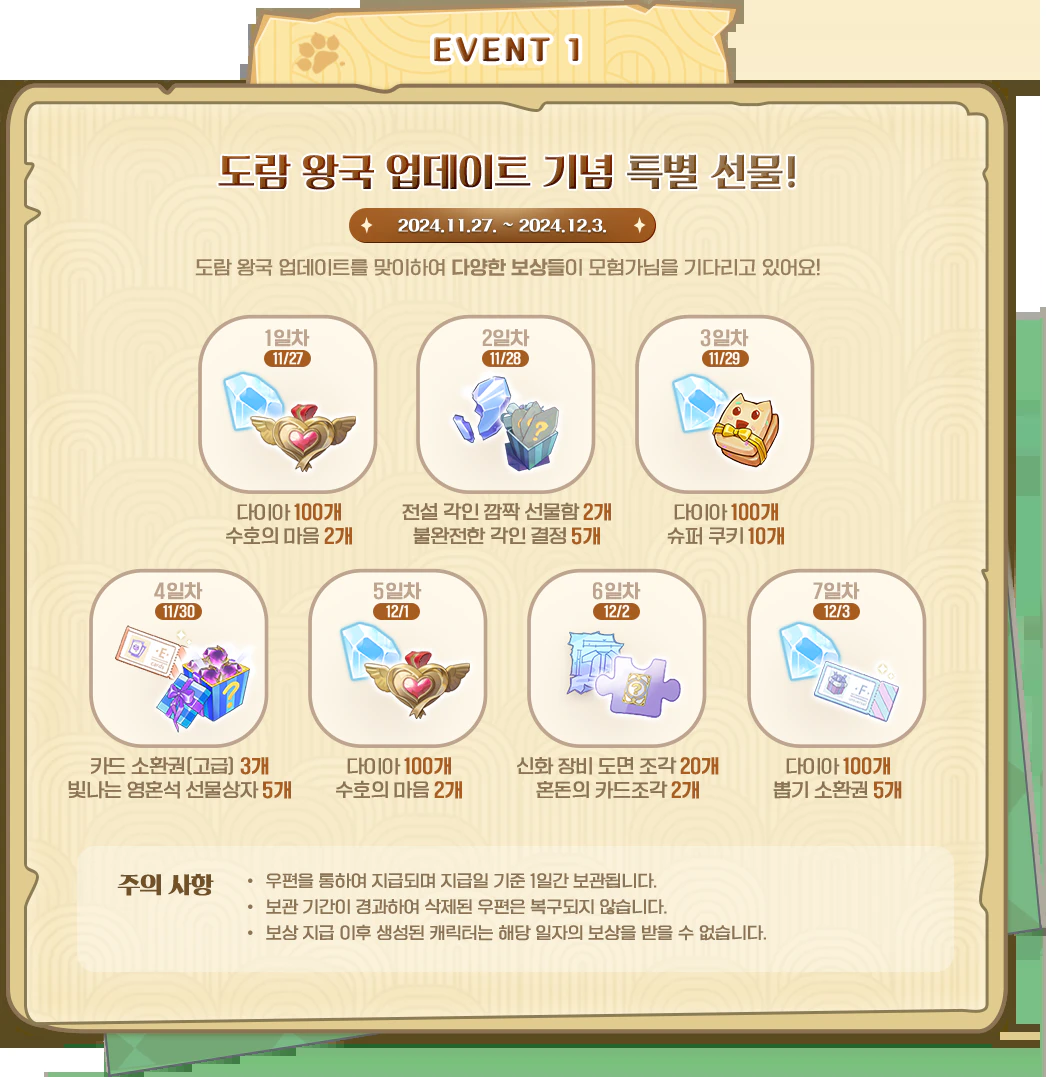 EVENT 1
도람 왕국 업데이트 기념 특별 선물!
2024.11.27. ~ 2024.12.3.
도람 왕국 업데이트를 맞이하여 다양한 보상들이 모험가님을 기다리고 있어요!
1일차
11/27
다이아 100개
수호의 마음 2개
2일차
11/28
?
전설 각인 깜짝 선물함 2개
불완전한 각인 결정 5개
3일차
11/29
다이아 100개
슈퍼 쿠키 10개
4일차
11/30
·E·
?
카드 소환권(고급) 3개
빛나는 영혼석 선물상자 5개
5일차
12/1
다이아 100개
수호의 마음 2개
6일차
12/2
?
신화 장비 도면 조각 20개
혼돈의 카드조각 2개
7일차
12/3
·F·
다이아 100개
뽑기 소환권 5개
주의 사항
• 우편을 통하여 지급되며 지급일 기준 1일간 보관됩니다.
• 보관 기간이 경과하여 삭제된 우편은 복구되지 않습니다.
• 보상 지급 이후 생성된 캐릭터는 해당 일자의 보상을 받을 수 없습니다.